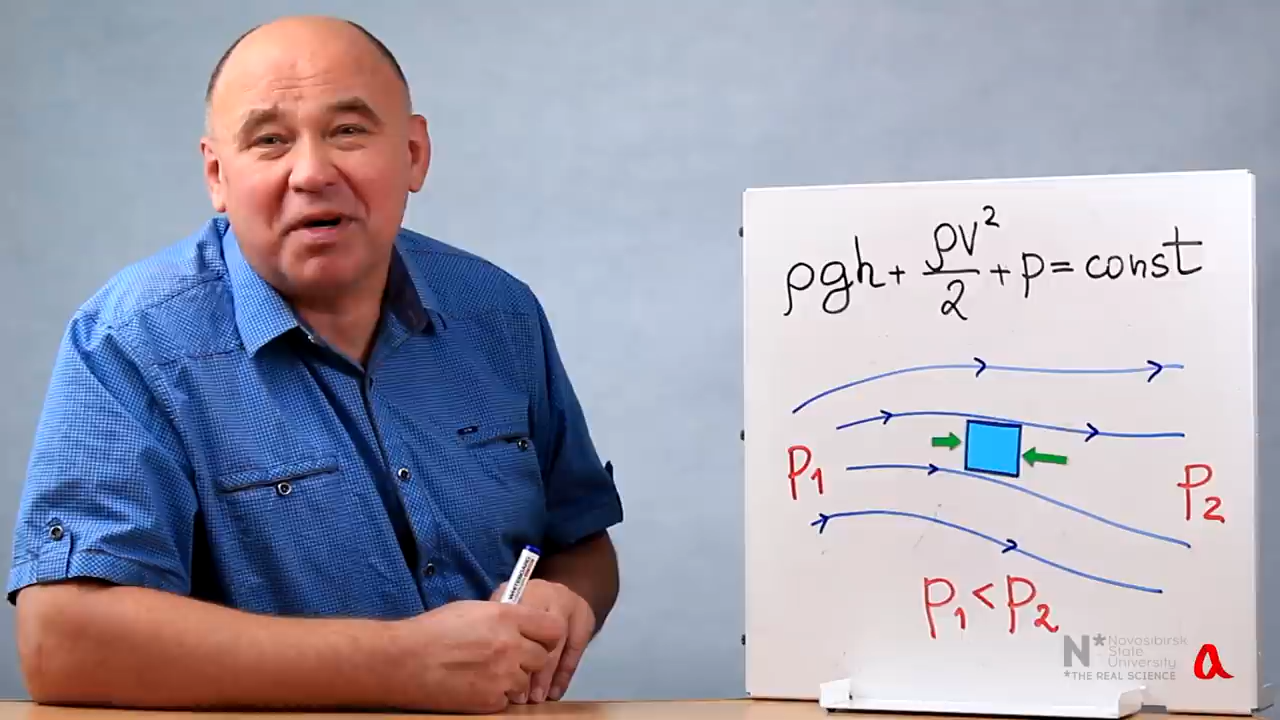 ρgh + ρv²/2 + p = const
P₁
P₂
P₁ < P₂
N* Novosibirsk
State
University
*THE REAL SCIENCE
a